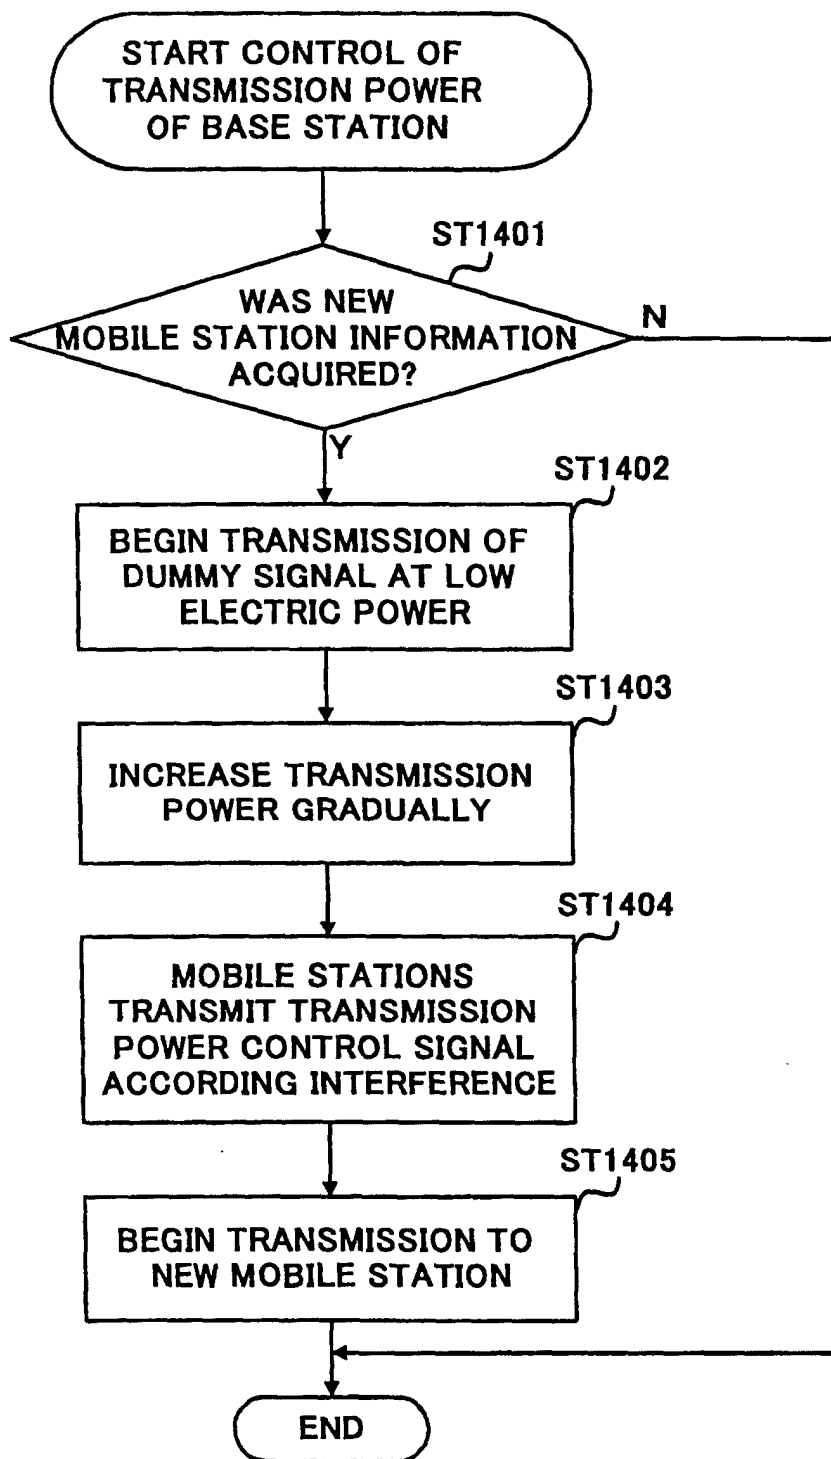 START CONTROL OF
TRANSMISSION POWER
OF BASE STATION
ST1401
WAS NEW
MOBILE STATION INFORMATION
ACQUIRED?
N
Y
ST1402
BEGIN TRANSMISSION OF
DUMMY SIGNAL AT LOW
ELECTRIC POWER
ST1403
INCREASE TRANSMISSION
POWER GRADUALLY
ST1404
MOBILE STATIONS
TRANSMIT TRANSMISSION
POWER CONTROL SIGNAL
ACCORDING INTERFERENCE
ST1405
BEGIN TRANSMISSION TO
NEW MOBILE STATION
END